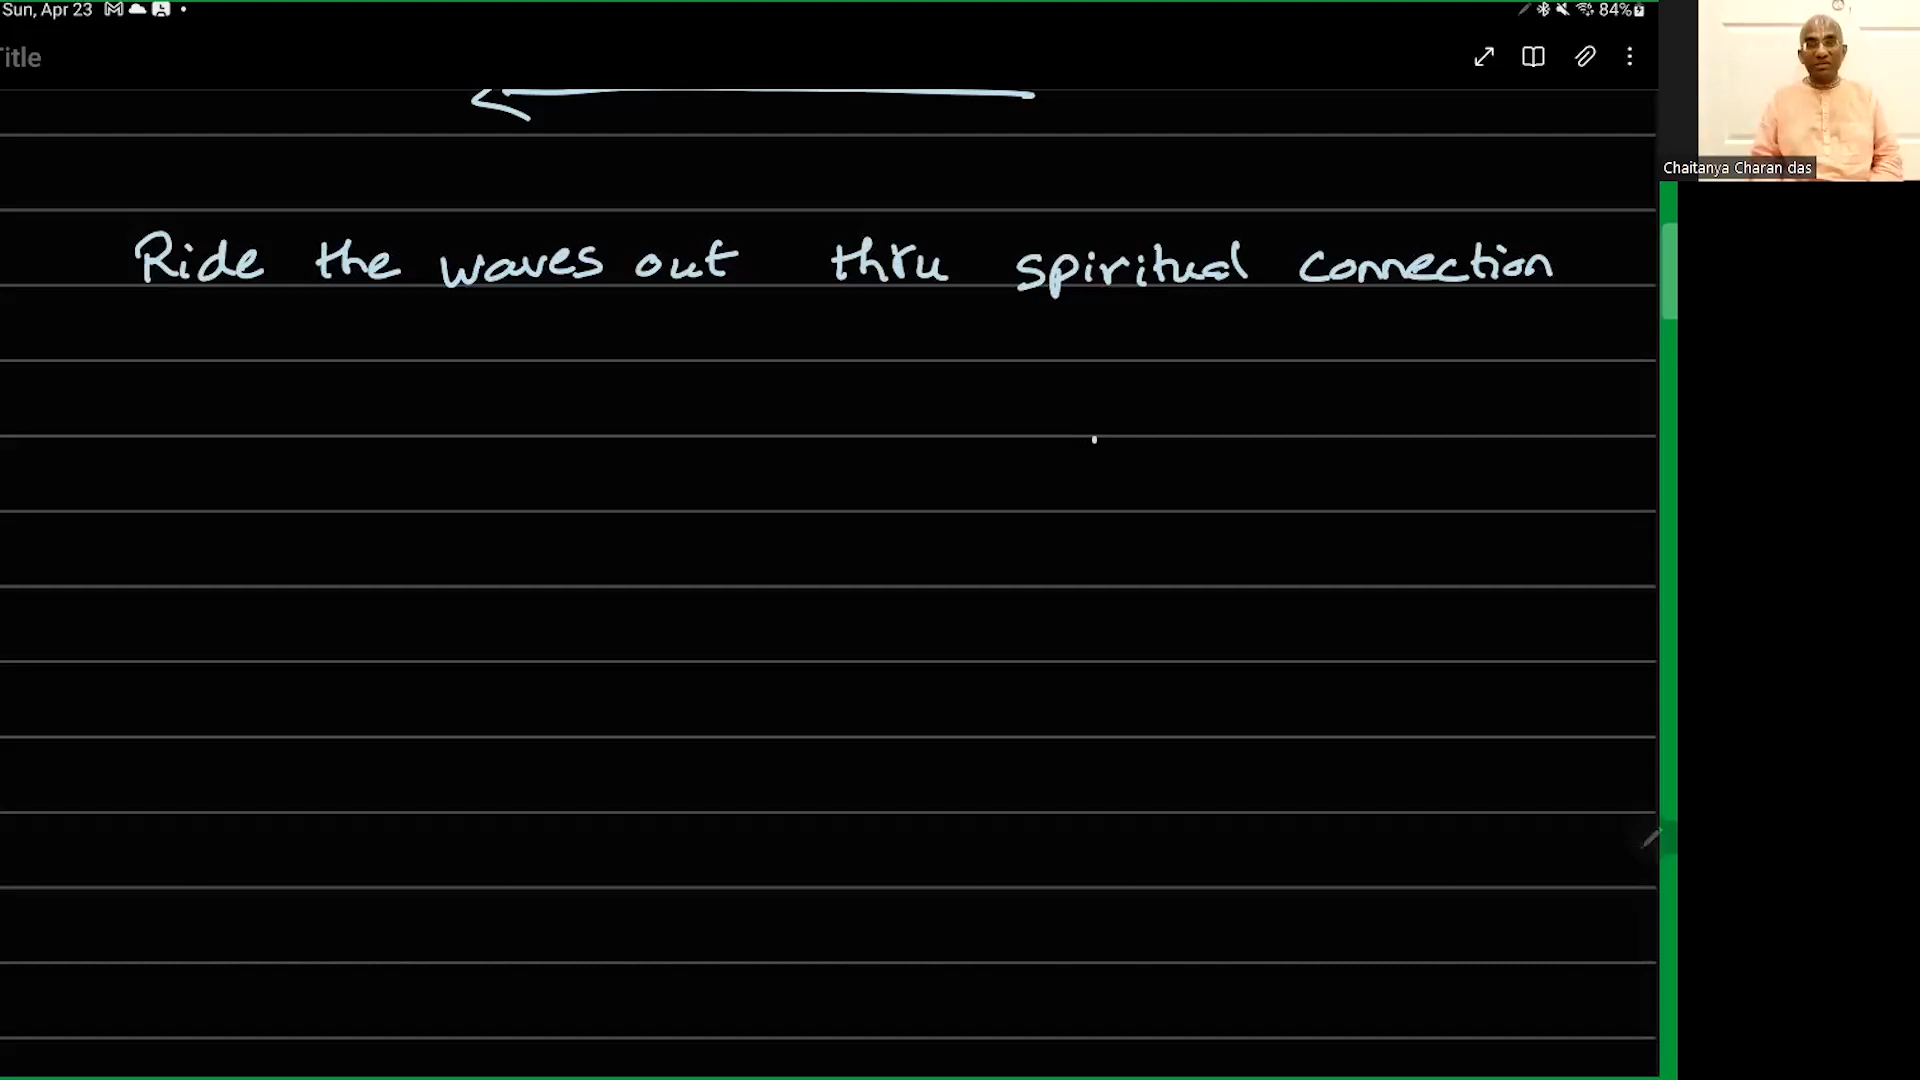 Sun, Apr 23 84%
Title
Chaitanya Charan das
Ride the waves out thru spiritual connection